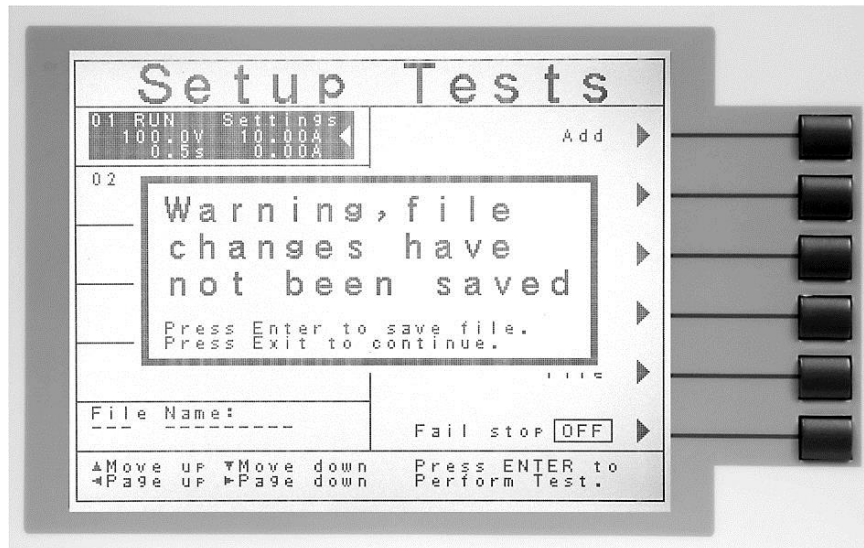 Setup Tests
01 RUN Settings
100.0V 10.00A
0.5s 0.00A
Add
02
Warning, file
changes have
not been saved
Press Enter to save file.
Press Exit to continue.
File
Fail stop OFF
File Name:
--- ---------
▲Move up ▼Move down
◄Page up ►Page down
Press ENTER to
Perform Test.